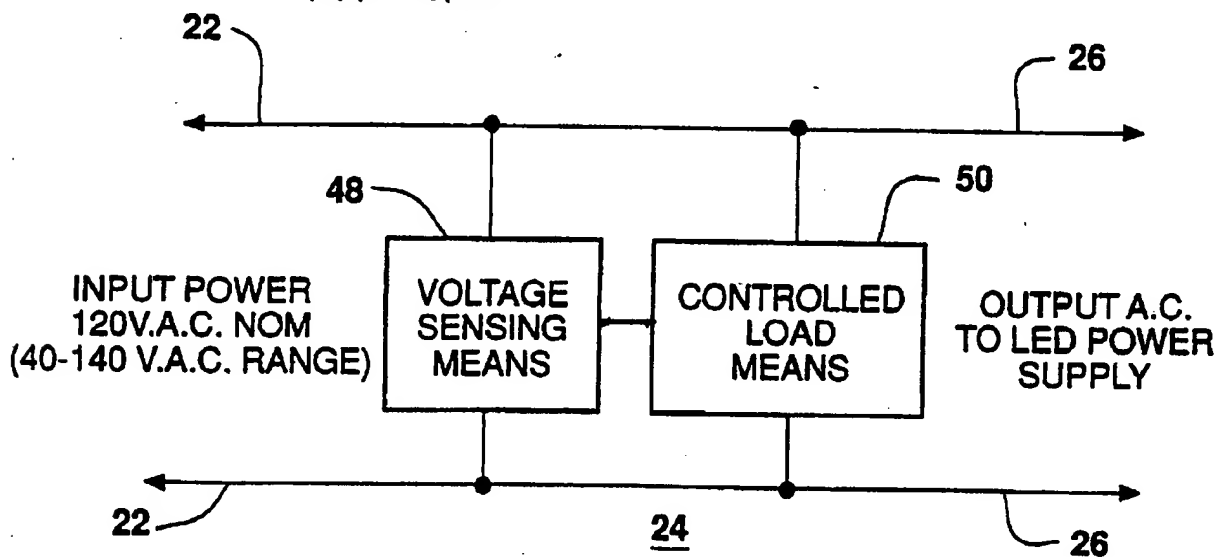 22
26
48
50
INPUT POWER
120V.A.C. NOM
(40-140 V.A.C. RANGE)
VOLTAGE
SENSING
MEANS
CONTROLLED
LOAD
MEANS
OUTPUT A.C.
TO LED POWER
SUPPLY
22
24
26